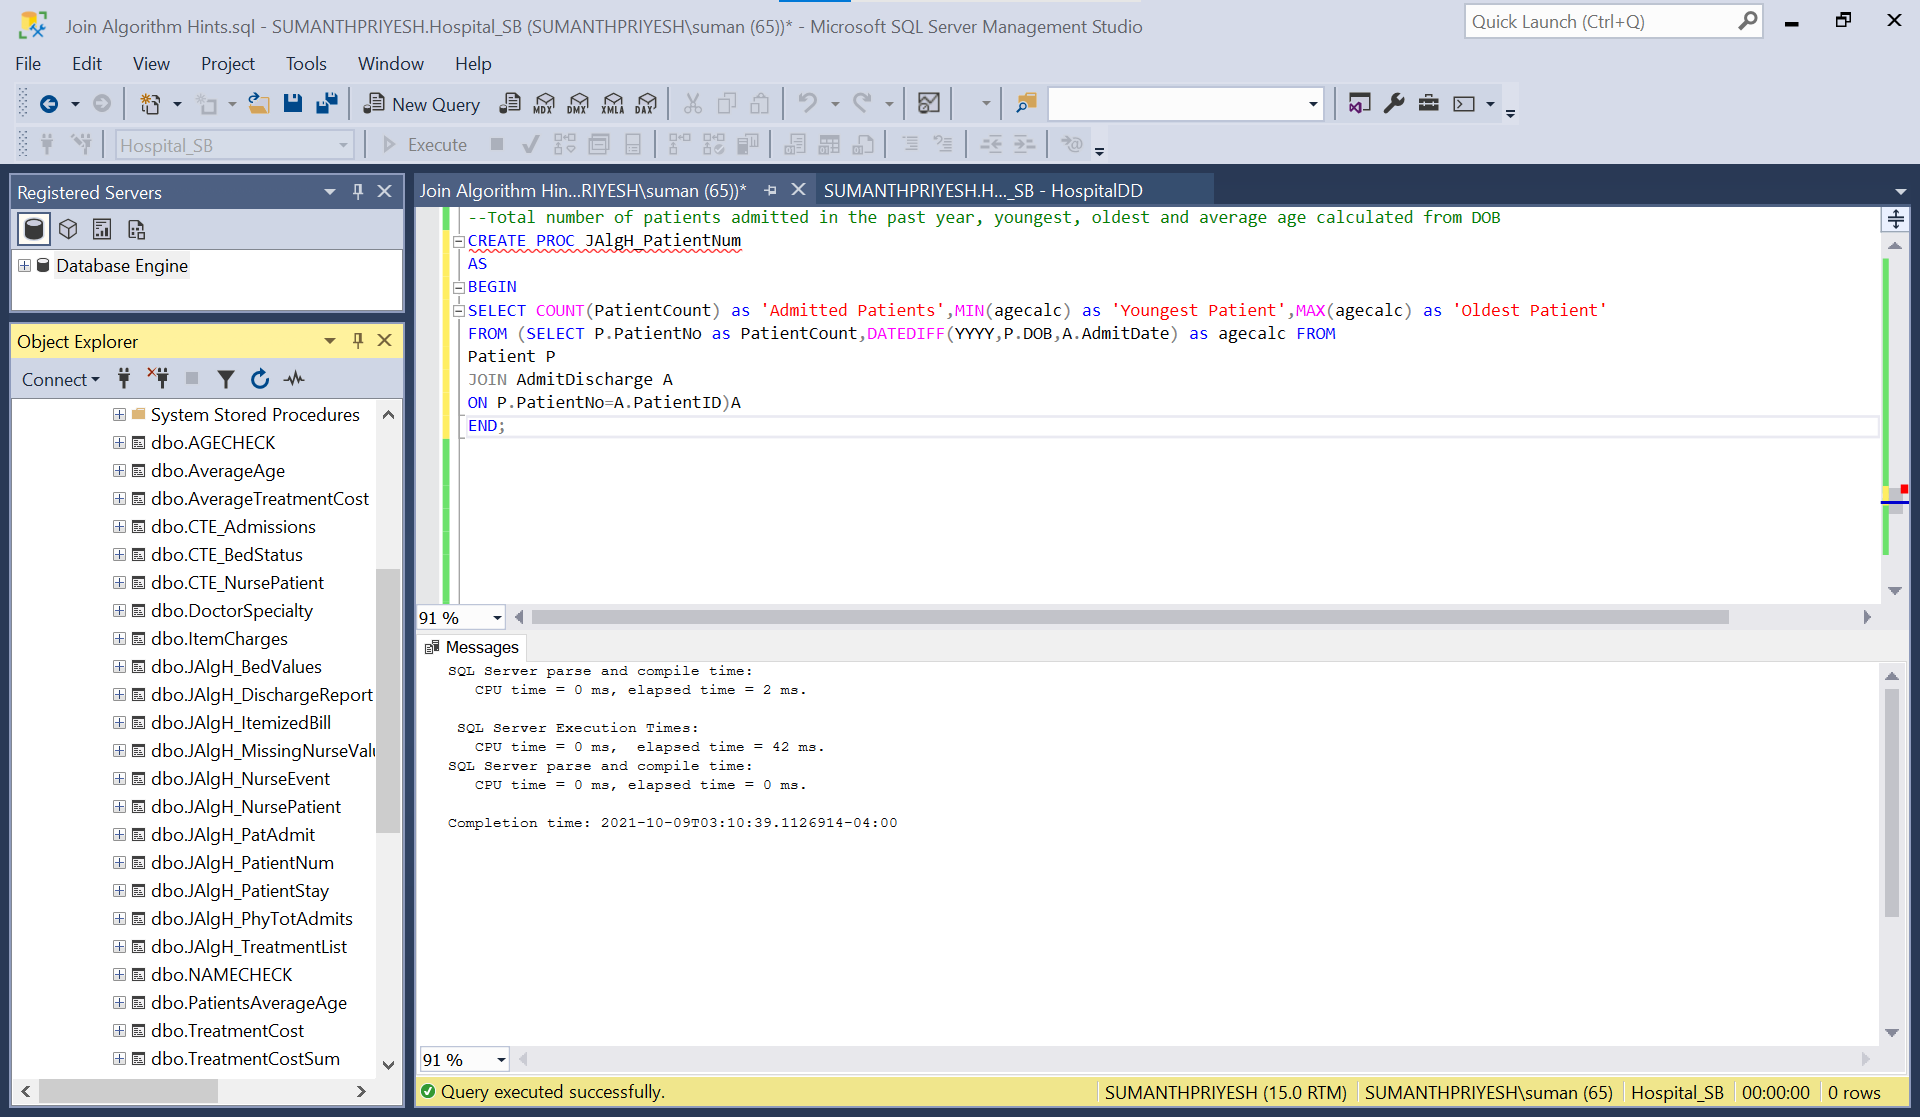 Join Algorithm Hints.sql - SUMANTHPRIYESH.Hospital_SB (SUMANTHPRIYESH\suman (65))* - Microsoft SQL Server Management Studio
Quick Launch (Ctrl+Q)
File Edit View Project Tools Window Help
New Query MDX DMX XMLA DAX
Hospital_SB Execute
Registered Servers
Database Engine
Object Explorer
Connect
System Stored Procedures
dbo.AGECHECK
dbo.AverageAge
dbo.AverageTreatmentCost
dbo.CTE_Admissions
dbo.CTE_BedStatus
dbo.CTE_NursePatient
dbo.DoctorSpecialty
dbo.ItemCharges
dbo.JAlgH_BedValues
dbo.JAlgH_DischargeReport
dbo.JAlgH_ItemizedBill
dbo.JAlgH_MissingNurseValu
dbo.JAlgH_NurseEvent
dbo.JAlgH_NursePatient
dbo.JAlgH_PatAdmit
dbo.JAlgH_PatientNum
dbo.JAlgH_PatientStay
dbo.JAlgH_PhyTotAdmits
dbo.JAlgH_TreatmentList
dbo.NAMECHECK
dbo.PatientsAverageAge
dbo.TreatmentCost
dbo.TreatmentCostSum
Join Algorithm Hin...RIYESH\suman (65))* SUMANTHPRIYESH.H..._SB - HospitalDD
--Total number of patients admitted in the past year, youngest, oldest and average age calculated from DOB
CREATE PROC JAlgH_PatientNum
AS
BEGIN
SELECT COUNT(PatientCount) as 'Admitted Patients',MIN(agecalc) as 'Youngest Patient',MAX(agecalc) as 'Oldest Patient'
FROM (SELECT P.PatientNo as PatientCount,DATEDIFF(YYYY,P.DOB,A.AdmitDate) as agecalc FROM
Patient P
JOIN AdmitDischarge A
ON P.PatientNo=A.PatientID)A
END;
91 %
Messages
SQL Server parse and compile time:
CPU time = 0 ms, elapsed time = 2 ms.
SQL Server Execution Times:
CPU time = 0 ms,  elapsed time = 42 ms.
SQL Server parse and compile time:
CPU time = 0 ms, elapsed time = 0 ms.
Completion time: 2021-10-09T03:10:39.1126914-04:00
91 %
Query executed successfully. SUMANTHPRIYESH (15.0 RTM) SUMANTHPRIYESH\suman (65) Hospital_SB 00:00:00 0 rows